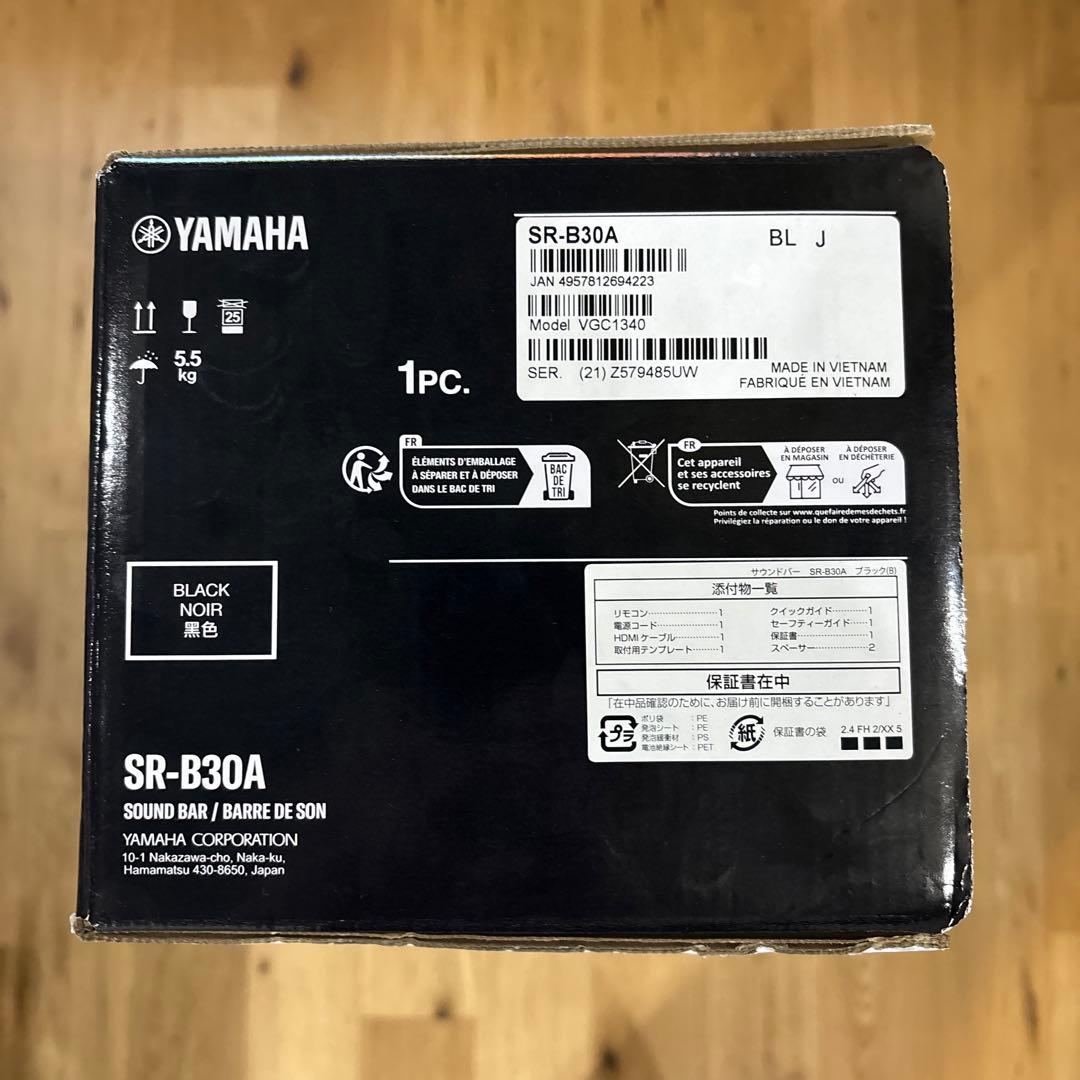 YAMAHA
25
5.5
kg
1PC.
SR-B30A BL J
JAN 4957812694223
Model VGC1340
SER. (21) Z579485UW
MADE IN VIETNAM
FABRIQUÉ EN VIETNAM
FR
ÉLÉMENTS D'EMBALLAGE
À SÉPARER ET À DÉPOSER
DANS LE BAC DE TRI
BAC
DE
TRI
FR
Cet appareil
et ses accessoires
se recyclent
À DÉPOSER
EN MAGASIN
OU
À DÉPOSER
EN DÉCHÈTERIE
Points de collecte sur www.quefairedemesdechets.fr
Privilégiez la réparation ou le don de votre appareil !
BLACK
NOIR
黑色
サウンドバー SR-B30A ブラック(B)
添付物一覧
リモコン…………………1
電源コード………………1
HDMIケーブル…………1
取付用テンプレート………1
クイックガイド…………1
セーフティーガイド……1
保証書……………………1
スペーサー………………2
保証書在中
「在中品確認のために、お届け前に開梱することがあります」
プラ
ポリ袋 : PE
発泡シート : PE
発泡緩衝材 : PS
電池絶縁シート : PET
紙
保証書の袋
2.4 FH 2/XX 5
SR-B30A
SOUND BAR / BARRE DE SON
YAMAHA CORPORATION
10-1 Nakazawa-cho, Naka-ku,
Hamamatsu 430-8650, Japan